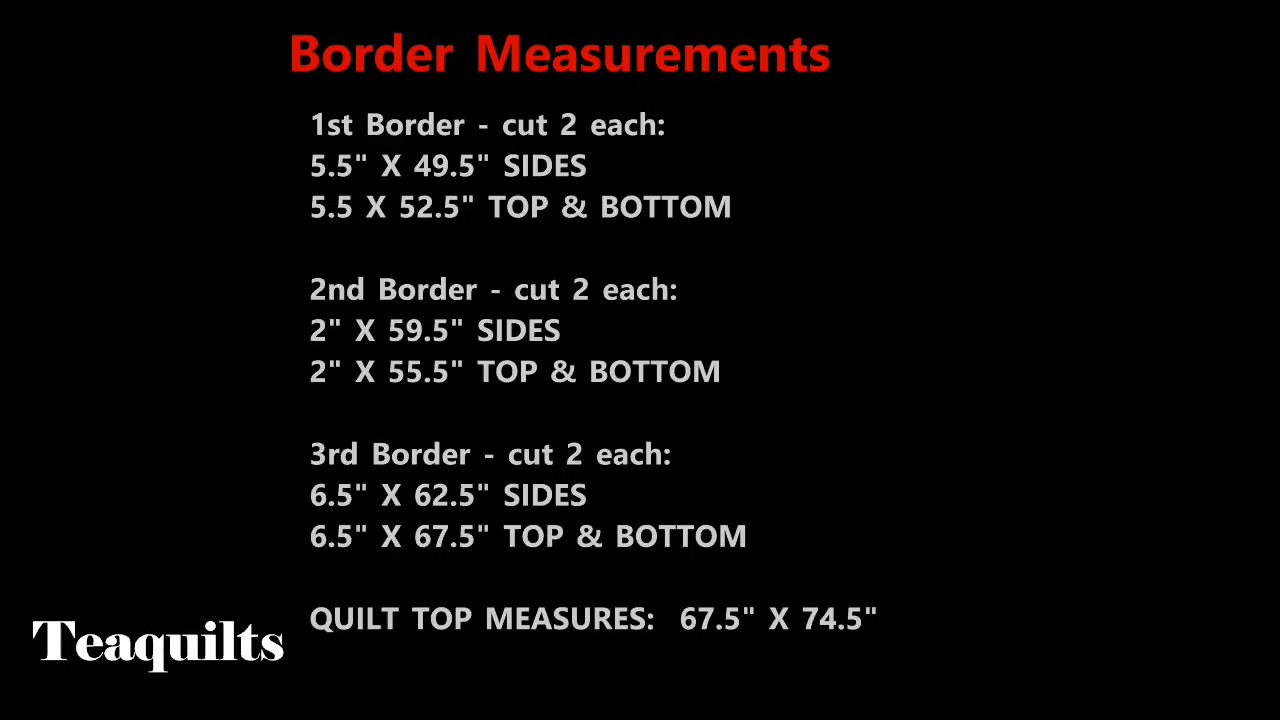 Border Measurements
1st Border - cut 2 each:
5.5" X 49.5" SIDES
5.5 X 52.5" TOP & BOTTOM
2nd Border - cut 2 each:
2" X 59.5" SIDES
2" X 55.5" TOP & BOTTOM
3rd Border - cut 2 each:
6.5" X 62.5" SIDES
6.5" X 67.5" TOP & BOTTOM
QUILT TOP MEASURES: 67.5" X 74.5"
Teaquilts